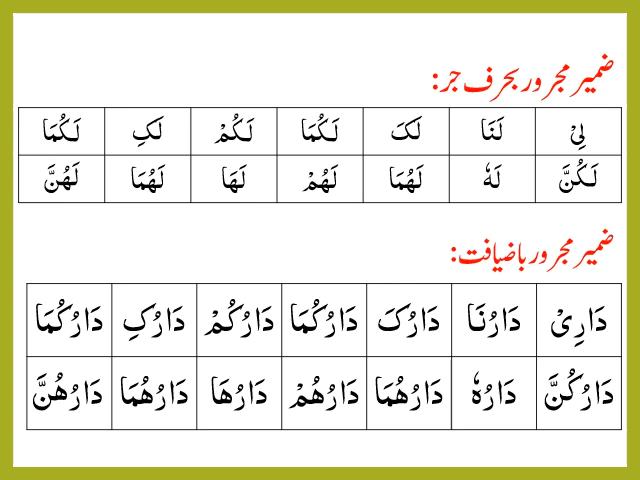 ضمیر مجرور بحرف جر:
لِیْ لَنَا لَکَ لَکُمَا لَکُمْ لَکِ لَکُمَا
لَکُنَّ لَهٗ لَهُمَا لَهُمْ لَهَا لَهُمَا لَهُنَّ
ضمیر مجرور باضیافت:
دَارِیْ دَارُنَا دَارُکَ دَارُکُمَا دَارُکُمْ دَارُکِ دَارُکُمَا
دَارُکُنَّ دَارُهٗ دَارُهُمَا دَارُهُمْ دَارُهَا دَارُهُمَا دَارُهُنَّ